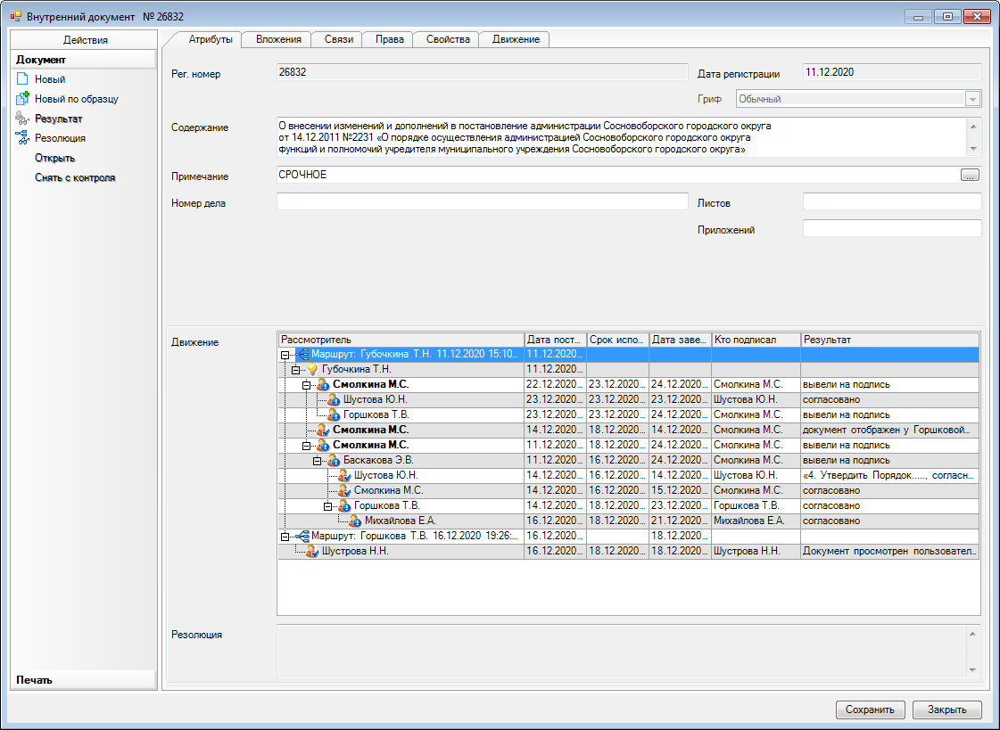 Внутренний документ № 26832
Действия
Документ
Новый
Новый по образцу
Результат
Резолюция
Открыть
Снять с контроля
Печать
Атрибуты Вложения Связи Права Свойства Движение
Рег. номер 26832 Дата регистрации 11.12.2020
Гриф Обычный
Содержание
О внесении изменений и дополнений в постановление администрации Сосновоборского городского округа
от 14.12.2011 №2231 «О порядке осуществления администрацией Сосновоборского городского округа
функций и полномочий учредителя муниципального учреждения Сосновоборского городского округа»
Примечание СРОЧНОЕ ...
Номер дела Листов
Приложений
Движение
Рассмотритель Дата пост... Срок испо... Дата заве... Кто подписал Результат
Маршрут: Губочкина Т.Н. 11.12.2020 15:10... 11.12.2020...
Губочкина Т.Н. 11.12.2020...
Смолкина М.С. 22.12.2020... 23.12.2020... 24.12.2020... Смолкина М.С. вывели на подпись
Шустова Ю.Н. 23.12.2020... 23.12.2020... 23.12.2020... Шустова Ю.Н. согласовано
Горшкова Т.В. 23.12.2020... 23.12.2020... 24.12.2020... Смолкина М.С. вывели на подпись
Смолкина М.С. 14.12.2020... 18.12.2020... 14.12.2020... Смолкина М.С. документ отображен у Горшковой...
Смолкина М.С. 11.12.2020... 18.12.2020... 24.12.2020... Смолкина М.С. вывели на подпись
Баскакова Э.В. 11.12.2020... 16.12.2020... 24.12.2020... Смолкина М.С. вывели на подпись
Шустова Ю.Н. 14.12.2020... 16.12.2020... 14.12.2020... Шустова Ю.Н. «4. Утвердить Порядок....., согласн...
Смолкина М.С. 14.12.2020... 16.12.2020... 15.12.2020... Смолкина М.С. согласовано
Горшкова Т.В. 14.12.2020... 18.12.2020... 23.12.2020... Горшкова Т.В. согласовано
Михайлова Е.А. 16.12.2020... 18.12.2020... 21.12.2020... Михайлова Е.А. согласовано
Маршрут: Горшкова Т.В. 16.12.2020 19:26:... 16.12.2020... 18.12.2020...
Шустрова Н.Н. 16.12.2020... 18.12.2020... 18.12.2020... Шустрова Н.Н. Документ просмотрен пользовател...
Резолюция
Сохранить Закрыть